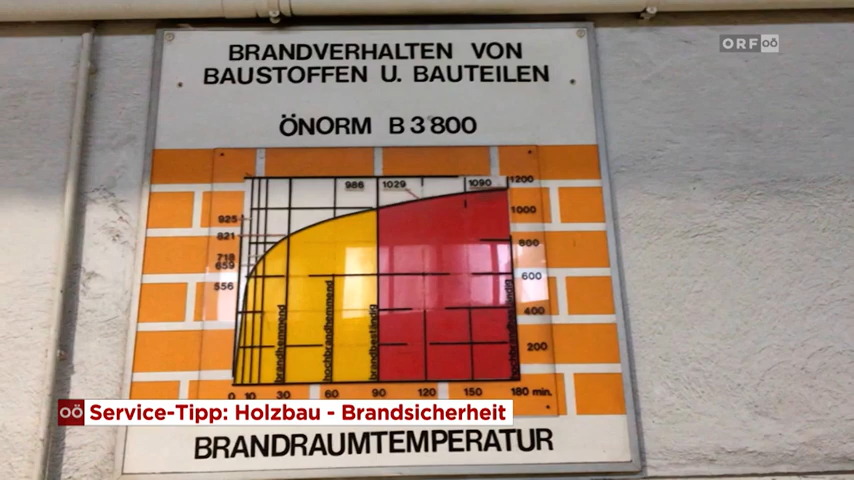 ORF OÖ
BRANDVERHALTEN VON
BAUSTOFFEN U. BAUTEILEN
ÖNORM B 3800
986 1029 1090 1200
925 1000
821 800
718
659 600
556
400
200
brandhemmend hochbrandhemmend brandbeständig hochbrandbeständig
0 10 30 60 90 120 150 180 min.
OÖ Service-Tipp: Holzbau - Brandsicherheit
BRANDRAUMTEMPERATUR